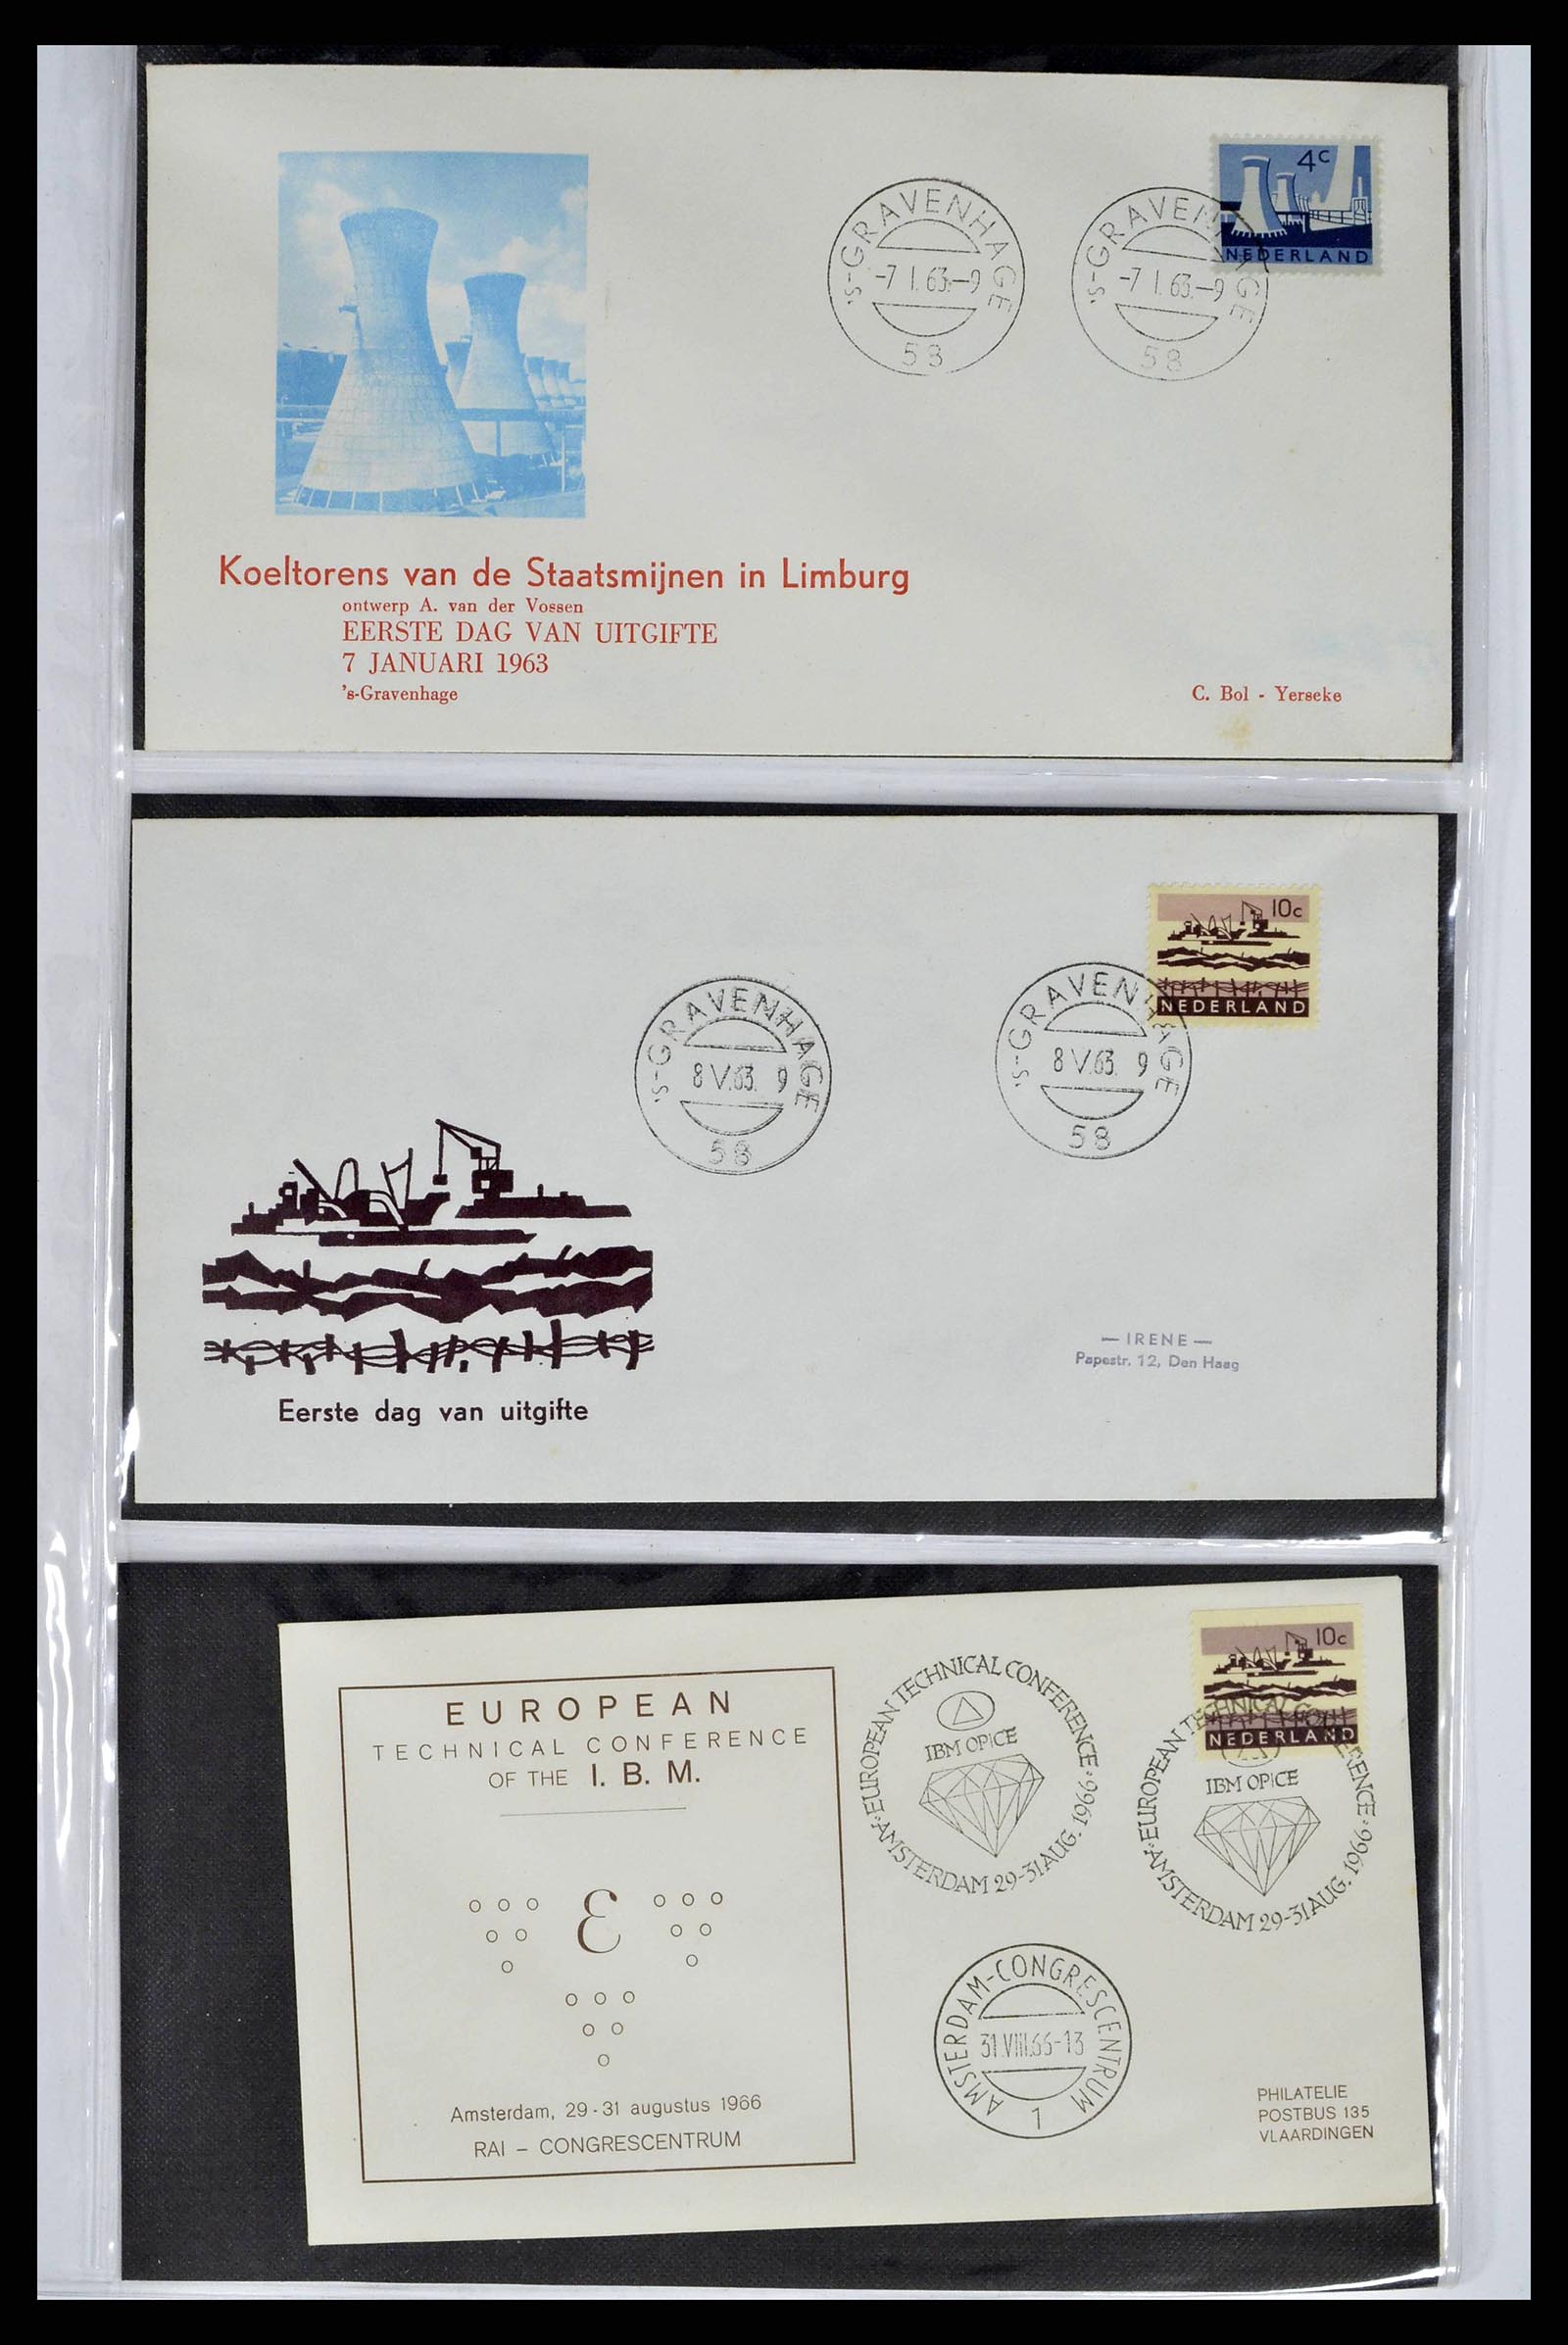 4c
NEDERLAND
's-GRAVENHAGE
-7 I.63.-9
58
's-GRAVENHAGE
-7 I.63.-9
58
Koeltorens van de Staatsmijnen in Limburg
ontwerp A. van der Vossen
EERSTE DAG VAN UITGIFTE
7 JANUARI 1963
's-Gravenhage
C. Bol - Yerseke
10c
NEDERLAND
's-GRAVENHAGE
8 V.63. 9
58
's-GRAVENHAGE
8 V.63. 9
58
— IRENE —
Papestr. 12, Den Haag
Eerste dag van uitgifte
10c
NEDERLAND
EUROPEAN
TECHNICAL CONFERENCE
OF THE I. B. M.
ε
Amsterdam, 29-31 augustus 1966
RAI – CONGRESCENTRUM
EUROPEAN TECHNICAL CONFERENCE
IBM OPICE
AMSTERDAM 29-31 AUG. 1966
EUROPEAN TECHNICAL CONFERENCE
IBM OPICE
AMSTERDAM 29-31 AUG. 1966
AMSTERDAM-CONGRESCENTRUM
31.VIII.66-13
1
PHILATELIE
POSTBUS 135
VLAARDINGEN